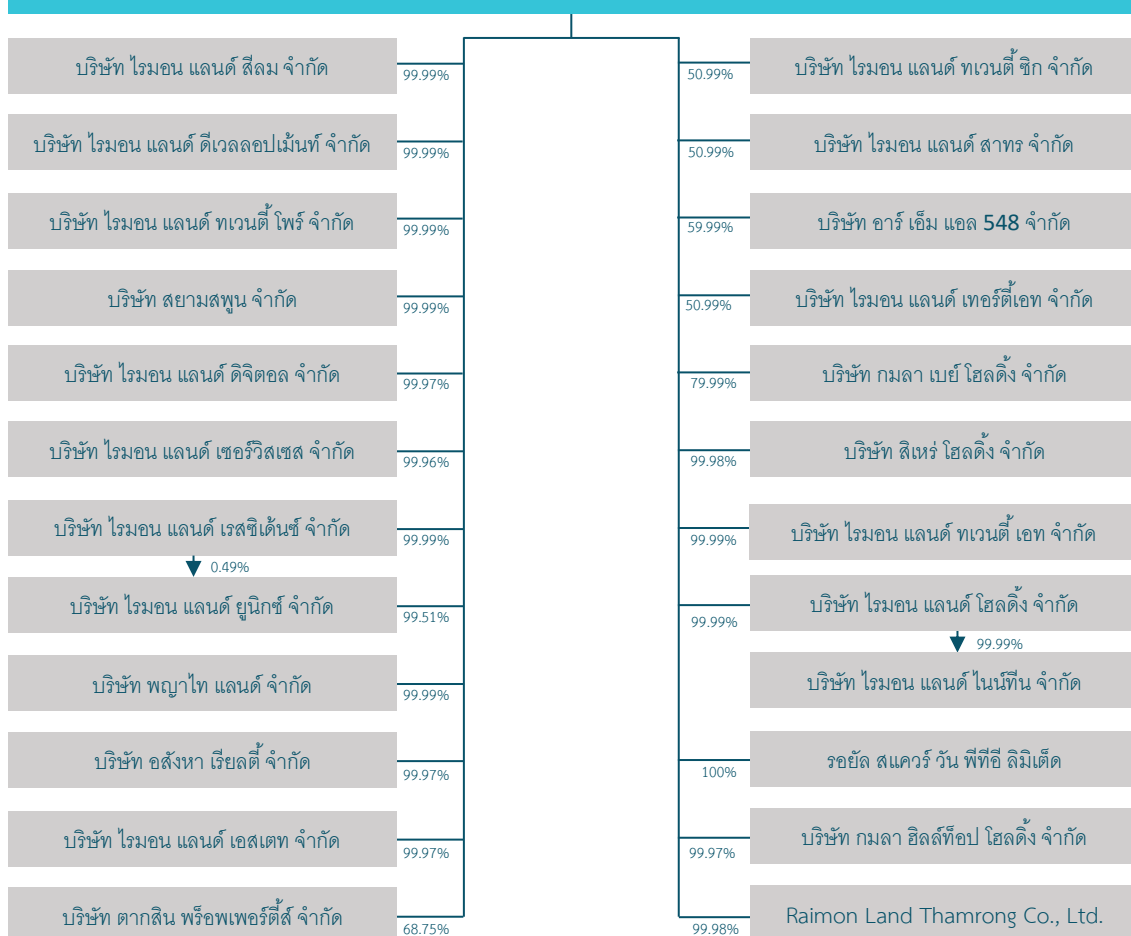 บริษัท ไรมอน แลนด์ สีลม จำกัด
99.99%
บริษัท ไรมอน แลนด์ ดีเวลลอปเม้นท์ จำกัด
99.99%
บริษัท ไรมอน แลนด์ ทเวนตี้ โฟร์ จำกัด
99.99%
บริษัท สยามสพูน จำกัด
99.99%
บริษัท ไรมอน แลนด์ ดิจิตอล จำกัด
99.97%
บริษัท ไรมอน แลนด์ เซอร์วิสเซส จำกัด
99.96%
บริษัท ไรมอน แลนด์ เรสซิเด้นซ์ จำกัด
99.99%
0.49%
บริษัท ไรมอน แลนด์ ยูนิกซ์ จำกัด
99.51%
บริษัท พญาไท แลนด์ จำกัด
99.99%
บริษัท อสังหา เรียลตี้ จำกัด
99.97%
บริษัท ไรมอน แลนด์ เอสเตท จำกัด
99.97%
บริษัท ตากสิน พร็อพเพอร์ตี้ส์ จำกัด
68.75%
50.99%
บริษัท ไรมอน แลนด์ ทเวนตี้ ซิก จำกัด
50.99%
บริษัท ไรมอน แลนด์ สาทร จำกัด
59.99%
บริษัท อาร์ เอ็ม แอล 548 จำกัด
50.99%
บริษัท ไรมอน แลนด์ เทอร์ตี้เอท จำกัด
79.99%
บริษัท กมลา เบย์ โฮลดิ้ง จำกัด
99.98%
บริษัท สิเหร่ โฮลดิ้ง จำกัด
99.99%
บริษัท ไรมอน แลนด์ ทเวนตี้ เอท จำกัด
99.99%
บริษัท ไรมอน แลนด์ โฮลดิ้ง จำกัด
99.99%
บริษัท ไรมอน แลนด์ ไนน์ทีน จำกัด
100%
รอยัล สแควร์ วัน พีทีอี ลิมิเต็ด
99.97%
บริษัท กมลา ฮิลล์ท็อป โฮลดิ้ง จำกัด
99.98%
Raimon Land Thamrong Co., Ltd.